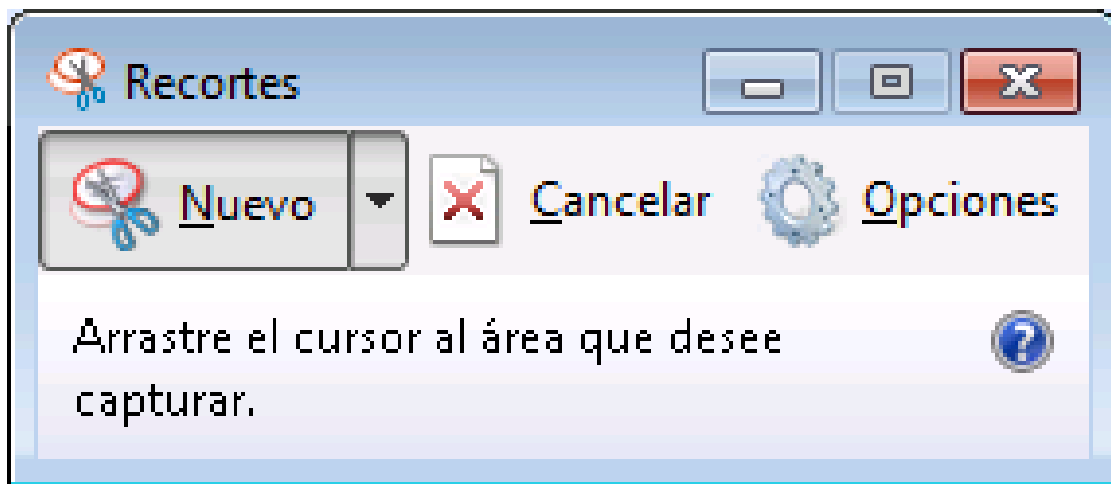 Recortes
Nuevo Cancelar Opciones
Arrastre el cursor al área que desee
capturar.